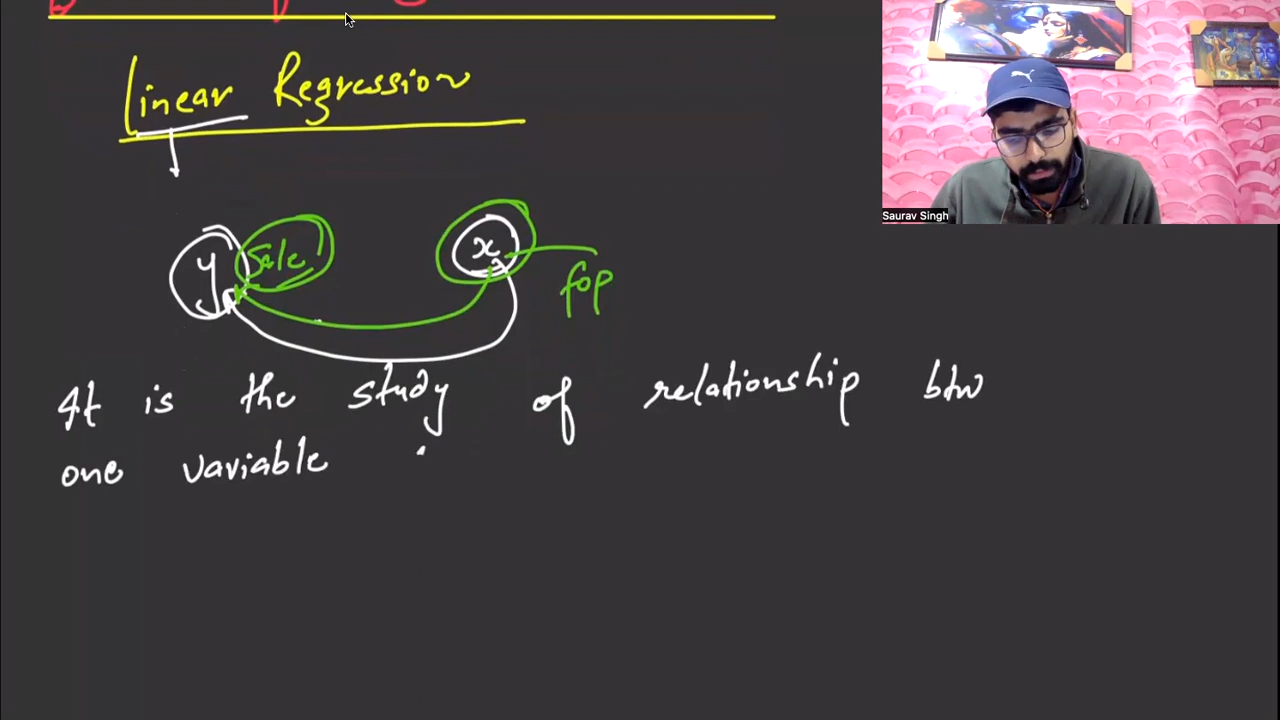 Linear Regression
y sale x
fop
It is the study of relationship btw
one variable
Saurav Singh